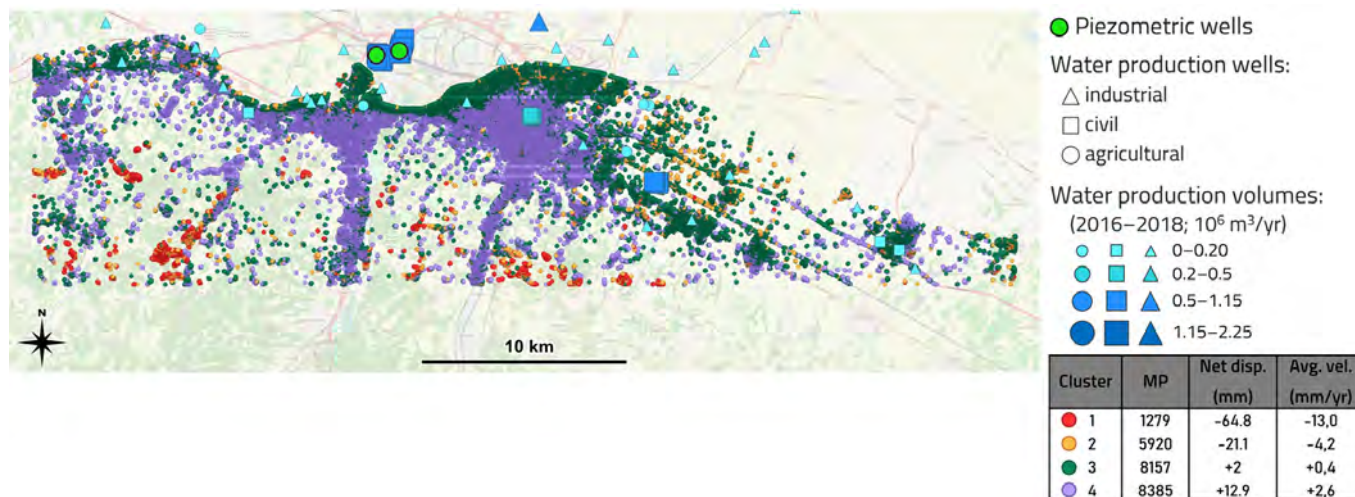 N
10 km
Piezometric wells
Water production wells:
industrial
civil
agricultural
Water production volumes:
(2016–2018; 10⁶ m³/yr)
0–0.20
0.2–0.5
0.5–1.15
1.15–2.25
Cluster MP Net disp. (mm) Avg. vel. (mm/yr)
1 1279 -64.8 -13,0
2 5920 -21.1 -4,2
3 8157 +2 +0,4
4 8385 +12.9 +2,6